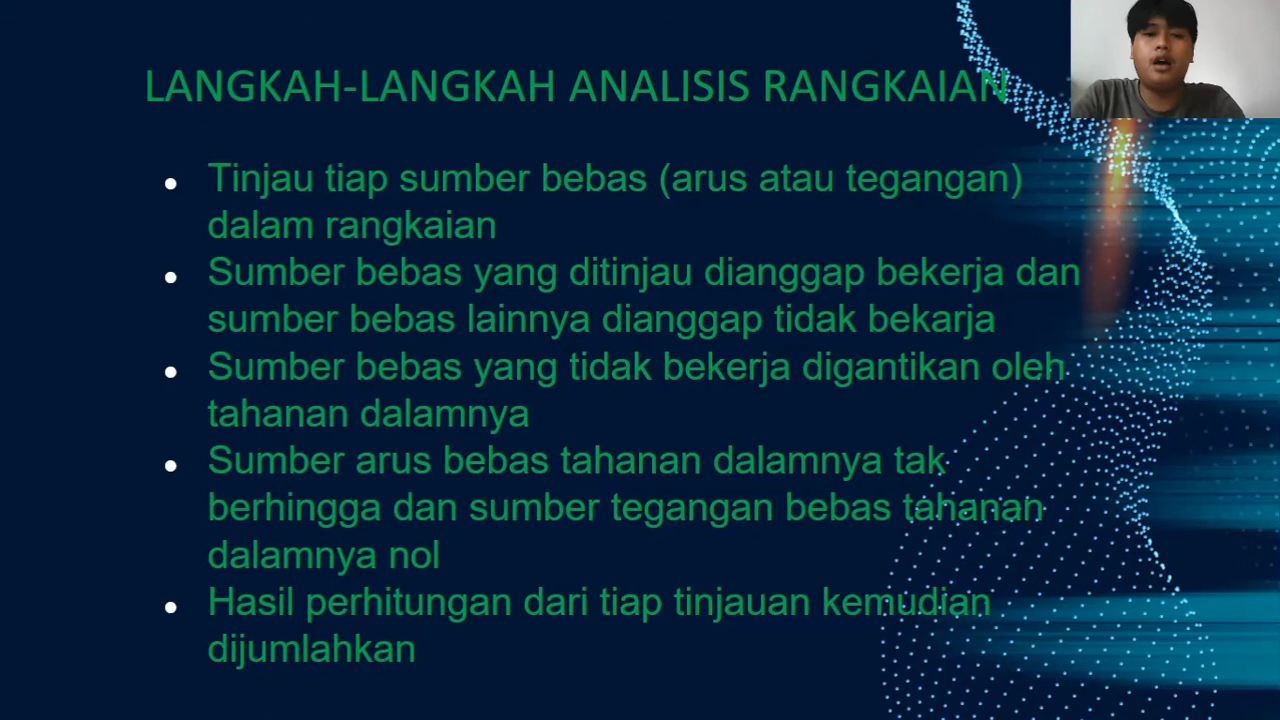 LANGKAH-LANGKAH ANALISIS RANGKAIAN
Tinjau tiap sumber bebas (arus atau tegangan)
dalam rangkaian
Sumber bebas yang ditinjau dianggap bekerja dan
sumber bebas lainnya dianggap tidak bekarja
Sumber bebas yang tidak bekerja digantikan oleh
tahanan dalamnya
Sumber arus bebas tahanan dalamnya tak
berhingga dan sumber tegangan bebas tahanan
dalamnya nol
Hasil perhitungan dari tiap tinjauan kemudian
dijumlahkan